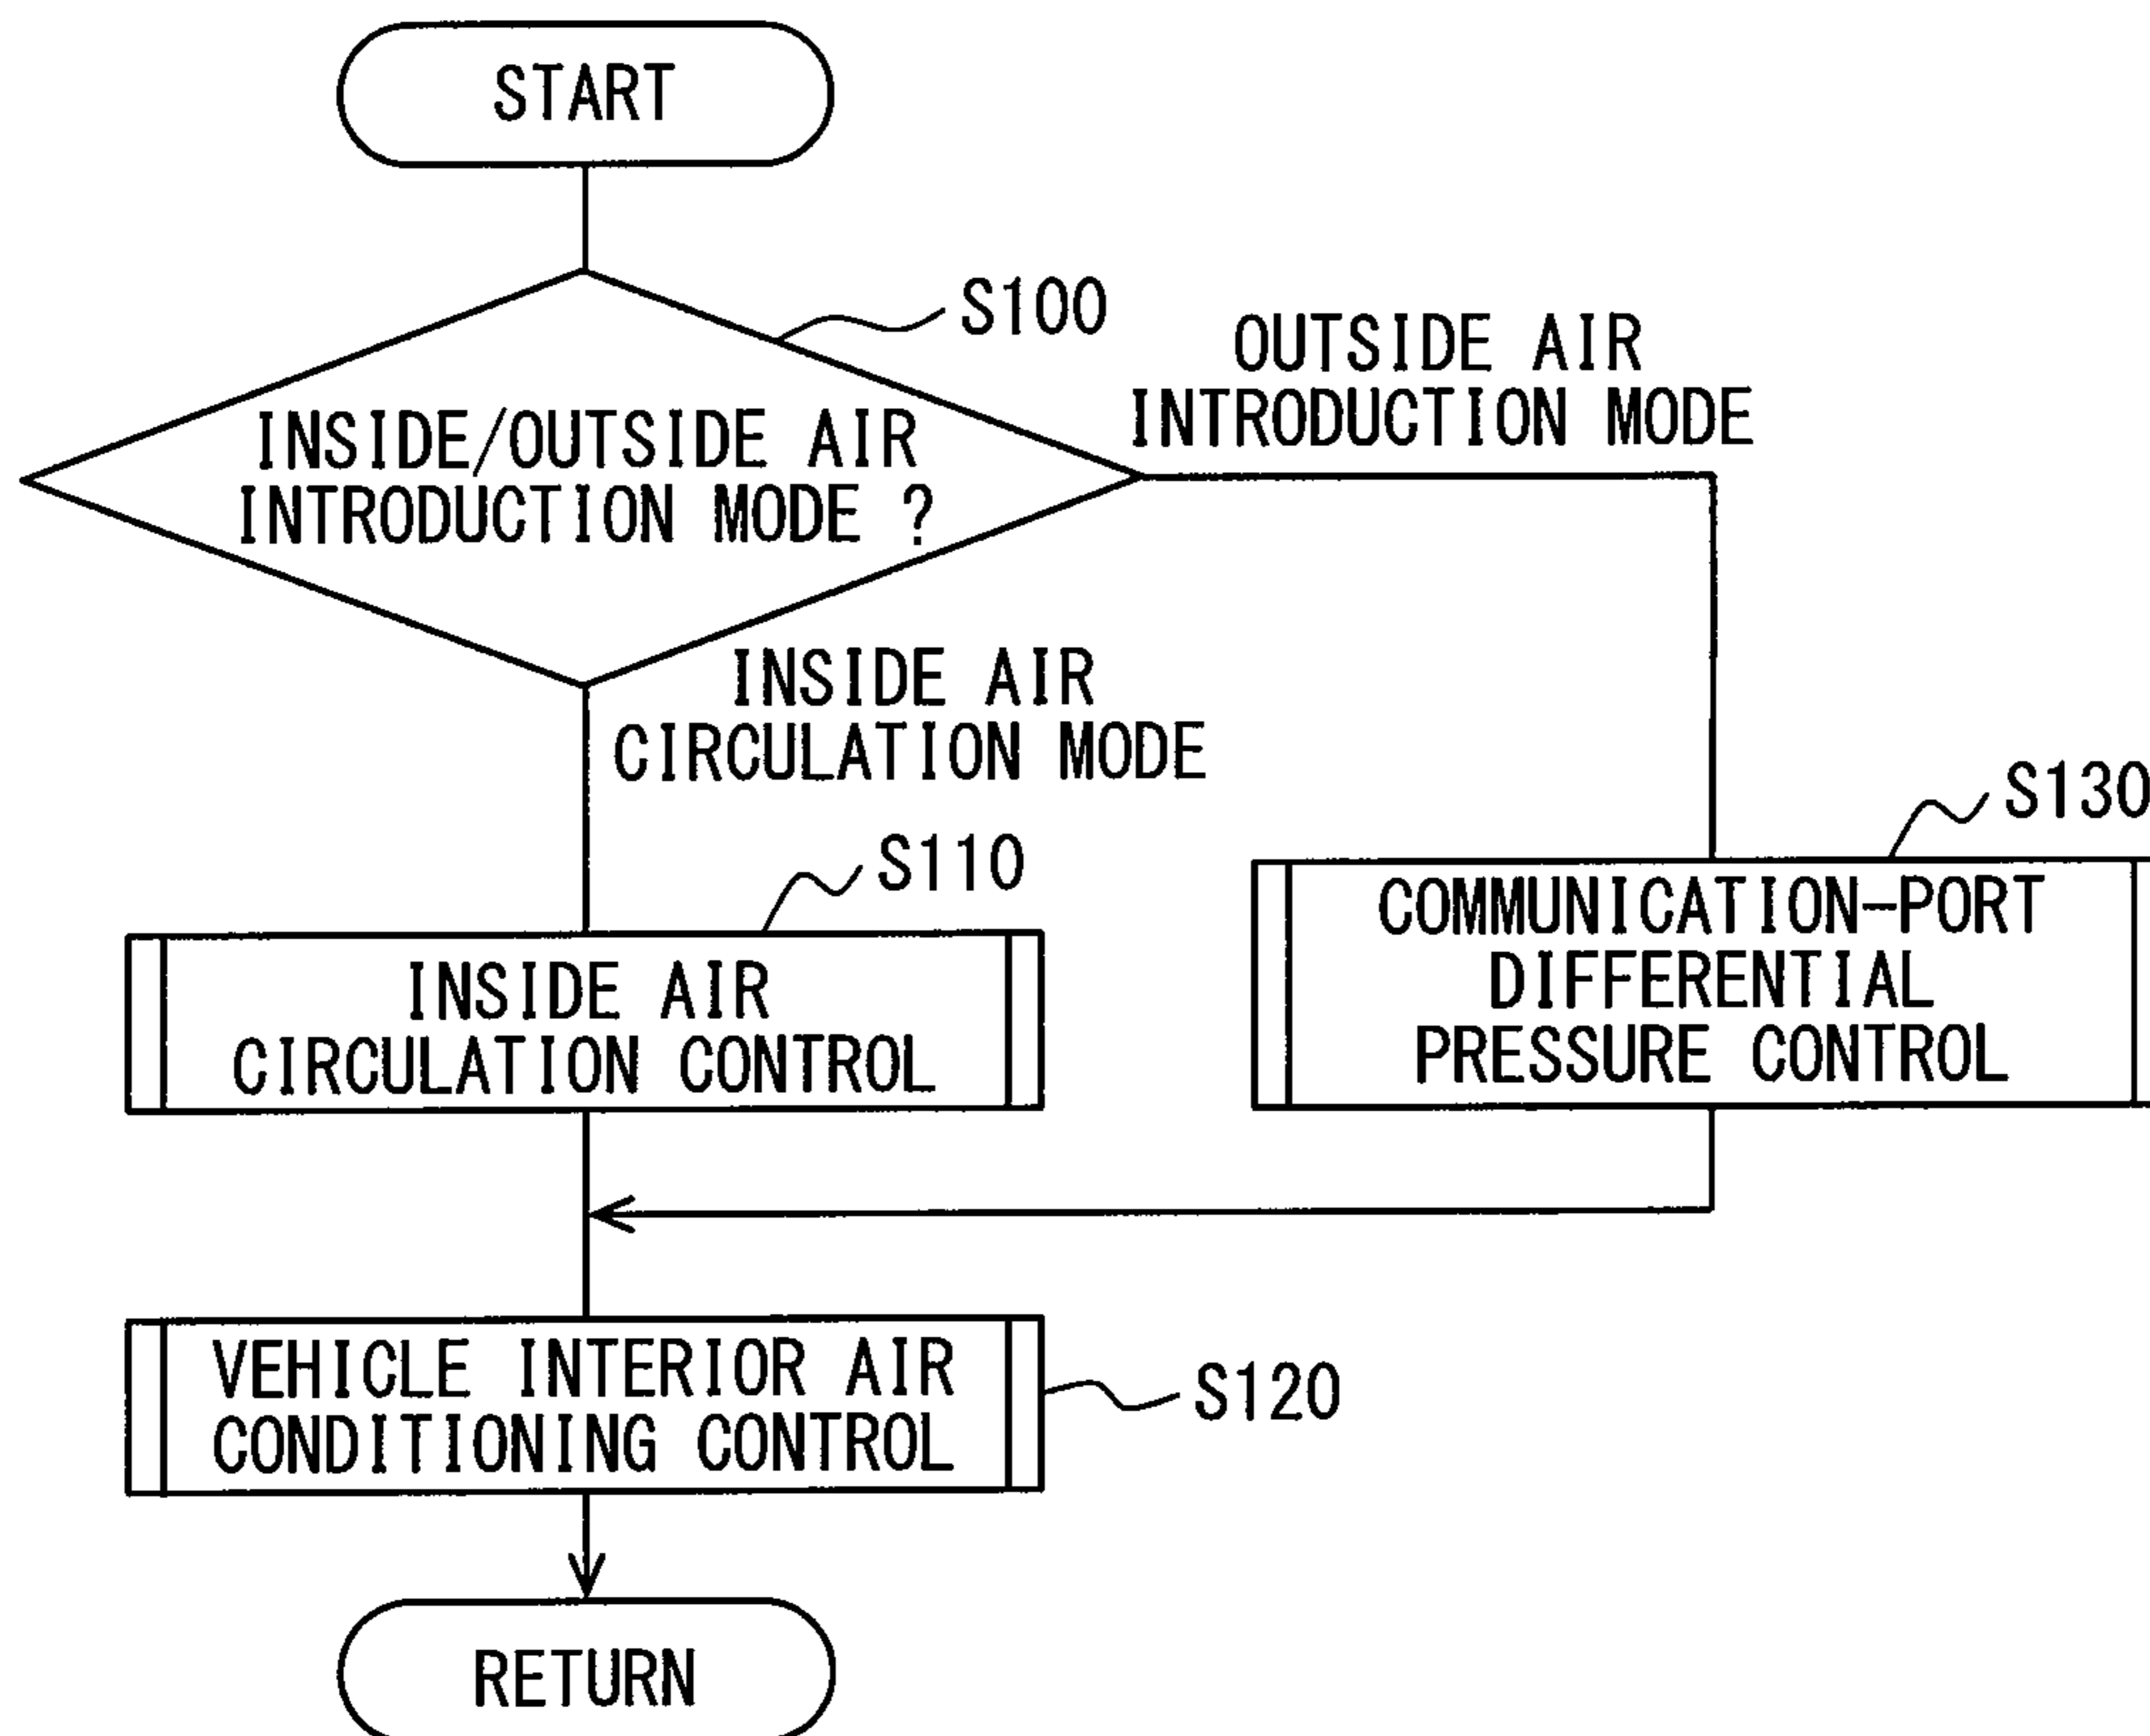 START
S100
OUTSIDE AIR
INTRODUCTION MODE
INSIDE/OUTSIDE AIR
INTRODUCTION MODE ?
INSIDE AIR
CIRCULATION MODE
S110
S130
INSIDE AIR
CIRCULATION CONTROL
COMMUNICATION-PORT
DIFFERENTIAL
PRESSURE CONTROL
VEHICLE INTERIOR AIR
CONDITIONING CONTROL
S120
RETURN